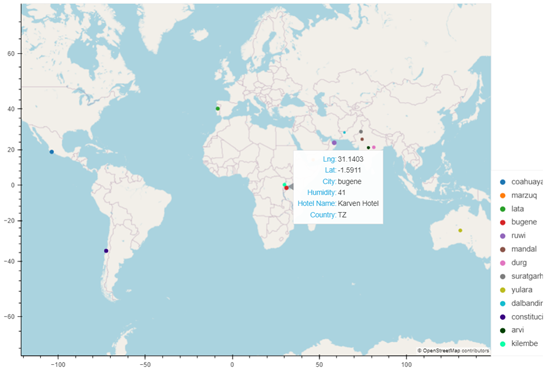 60
40
20
0
−20
−40
−60
−100
−50
0
50
100
Lng: 31.1403
Lat: -1.5911
City: bugene
Humidity: 41
Hotel Name: Karven Hotel
Country: TZ
© OpenStreetMap contributors
coahuaya
marzuq
lata
bugene
ruwi
mandal
durg
suratgarh
yulara
dalbandin
constituci
arvi
kilembe